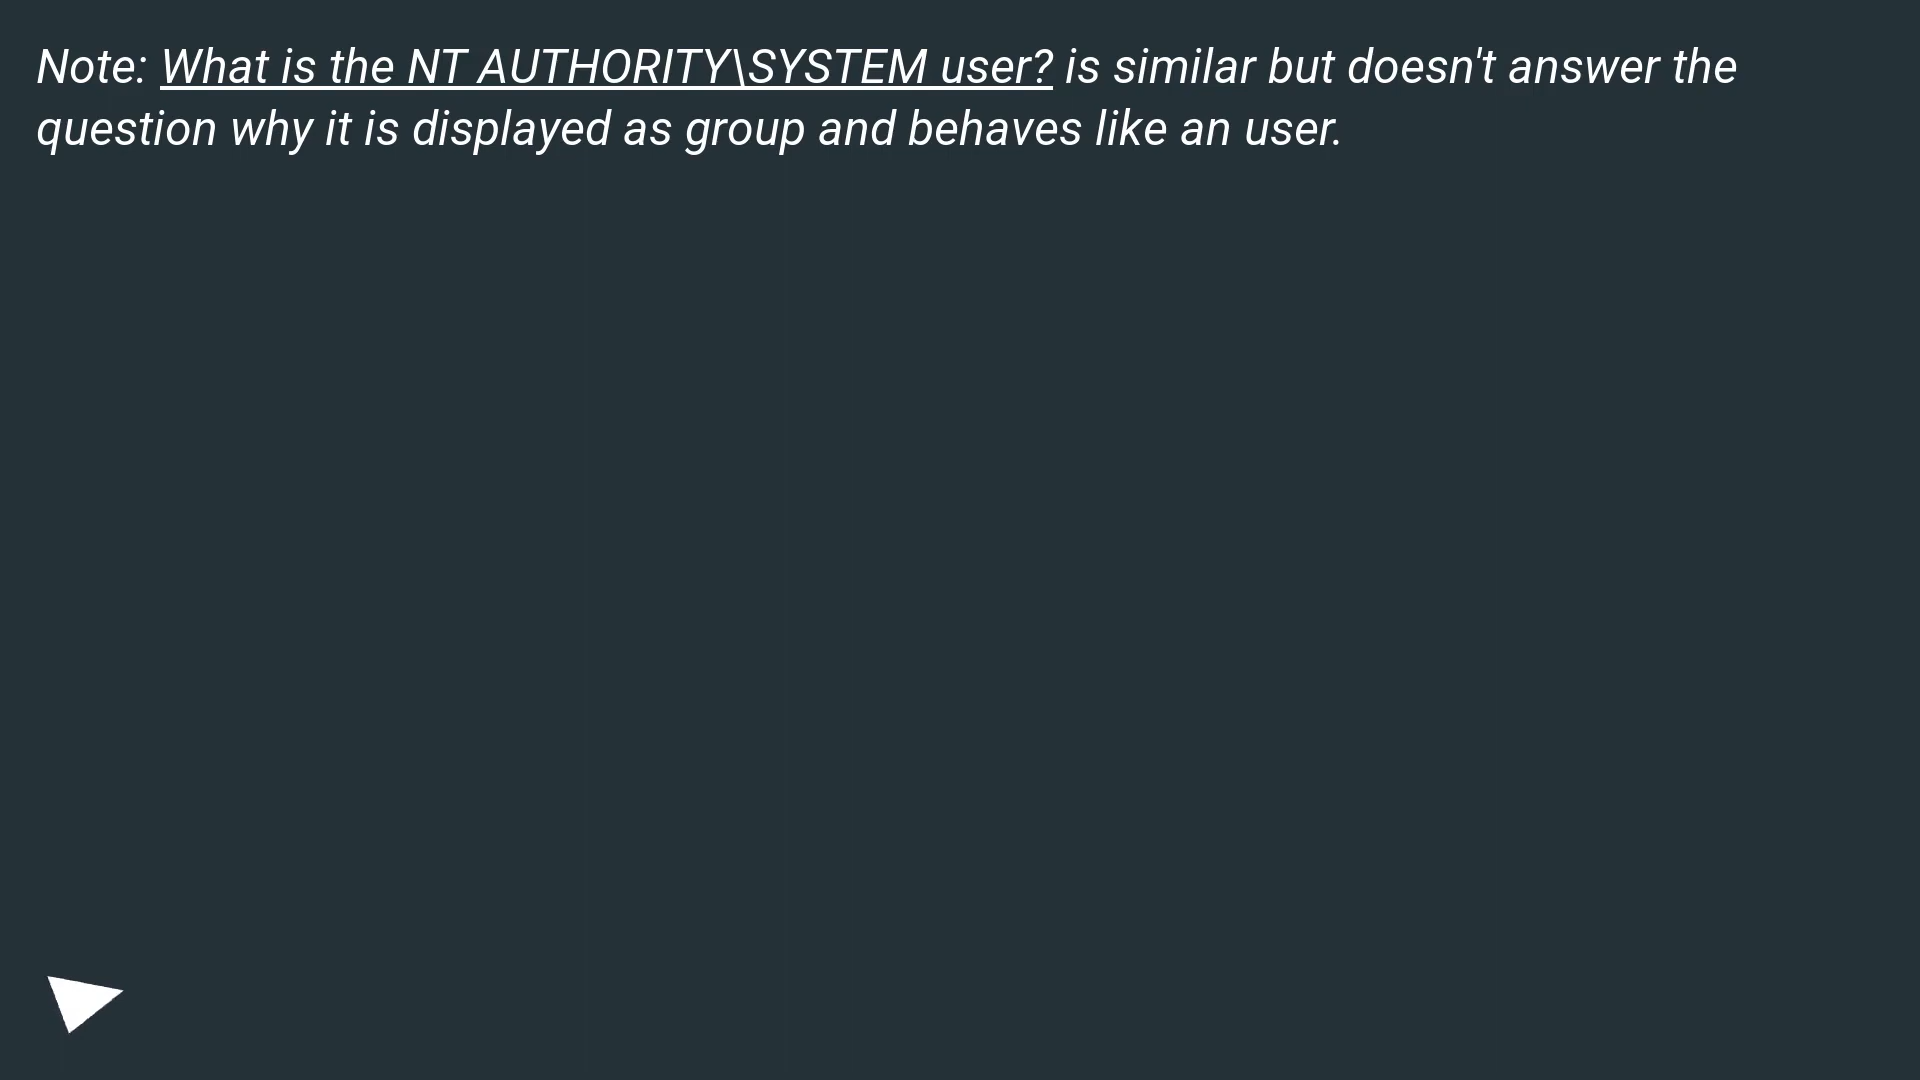 Note: What is the NT AUTHORITY\SYSTEM user? is similar but doesn't answer the
question why it is displayed as group and behaves like an user.